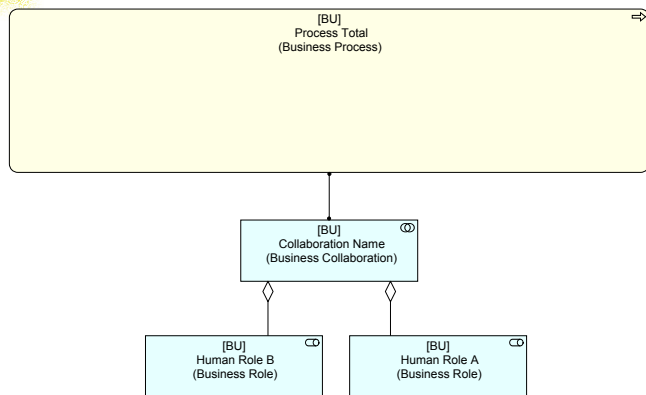 [BU]
Process Total
(Business Process)
[BU]
Collaboration Name
(Business Collaboration)
[BU]
Human Role B
(Business Role)
[BU]
Human Role A
(Business Role)